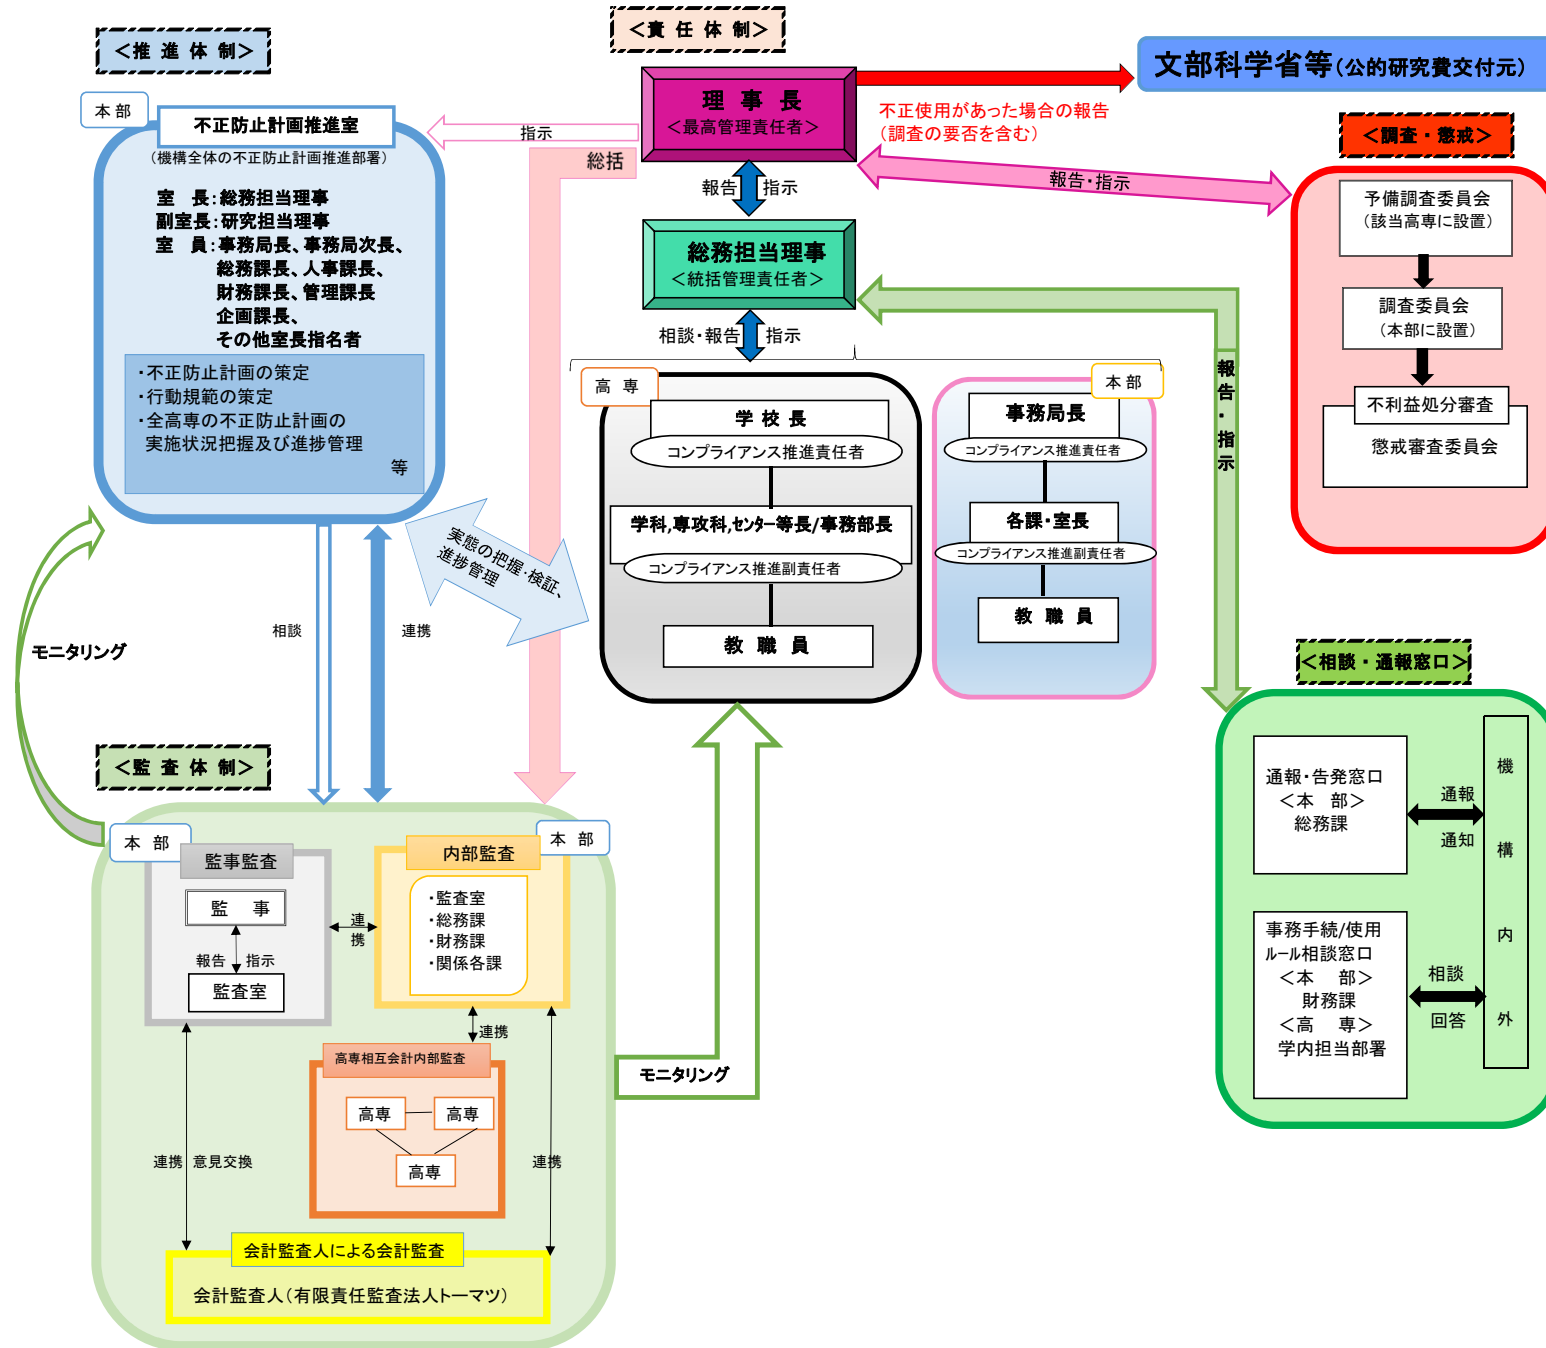 ＜推 進 体 制＞
本部
不正防止計画推進室
（機構全体の不正防止計画推進部署）
室　長：総務担当理事
副室長：研究担当理事
室　員：事務局長、事務局次長、
総務課長、人事課長、
財務課長、管理課長
企画課長、
その他室長指名者
・不正防止計画の策定
・行動規範の策定
・全高専の不正防止計画の
実施状況把握及び進捗管理
等
＜責 任 体 制＞
理 事 長
＜最高管理責任者＞
指示
総括
報告
指示
総務担当理事
＜統括管理責任者＞
相談・報告
指示
文部科学省等(公的研究費交付元)
不正使用があった場合の報告
（調査の要否を含む）
報告・指示
＜調査・懲戒＞
予備調査委員会
（該当高専に設置）
調査委員会
（本部に設置）
不利益処分審査
懲戒審査委員会
高 専
学 校 長
コンプライアンス推進責任者
学科,専攻科,センター等長/事務部長
コンプライアンス推進副責任者
教 職 員
本部
事務局長
コンプライアンス推進責任者
各課・室長
コンプライアンス推進副責任者
教 職 員
報告・指示
実態の把握・検証、
進捗管理
相談
連携
モニタリング
＜相談・通報窓口＞
通報・告発窓口
＜本　部＞
総務課
通報
通知
事務手続/使用
ルール相談窓口
＜本　部＞
財務課
＜高　専＞
学内担当部署
相談
回答
機構内外
＜監 査 体 制＞
本 部
監事監査
監　事
報告
指示
監査室
連
携
本 部
内部監査
・監査室
・総務課
・財務課
・関係各課
連携
高専相互会計内部監査
高専
高専
高専
連携
意見交換
連携
モニタリング
会計監査人による会計監査
会計監査人（有限責任監査法人トーマツ）